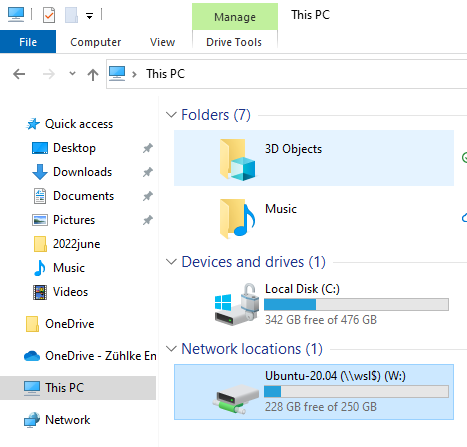 Manage
This PC
File
Computer
View
Drive Tools
This PC
Quick access
Desktop
Downloads
Documents
Pictures
2022june
Music
Videos
OneDrive
OneDrive - Zühlke En
This PC
Network
Folders (7)
3D Objects
Music
Devices and drives (1)
Local Disk (C:)
342 GB free of 476 GB
Network locations (1)
Ubuntu-20.04 (\\wsl$) (W:)
228 GB free of 250 GB